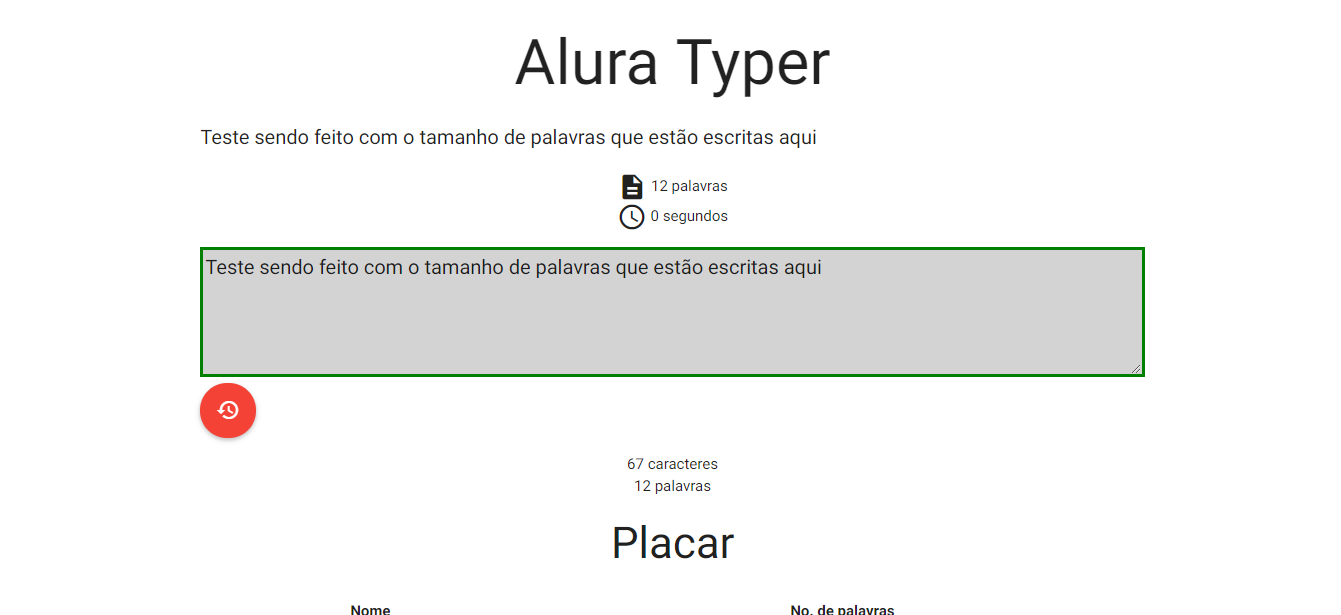 Alura Typer
Teste sendo feito com o tamanho de palavras que estão escritas aqui
12 palavras
0 segundos
Teste sendo feito com o tamanho de palavras que estão escritas aqui
67 caracteres
12 palavras
Placar
Nome No. de palavras